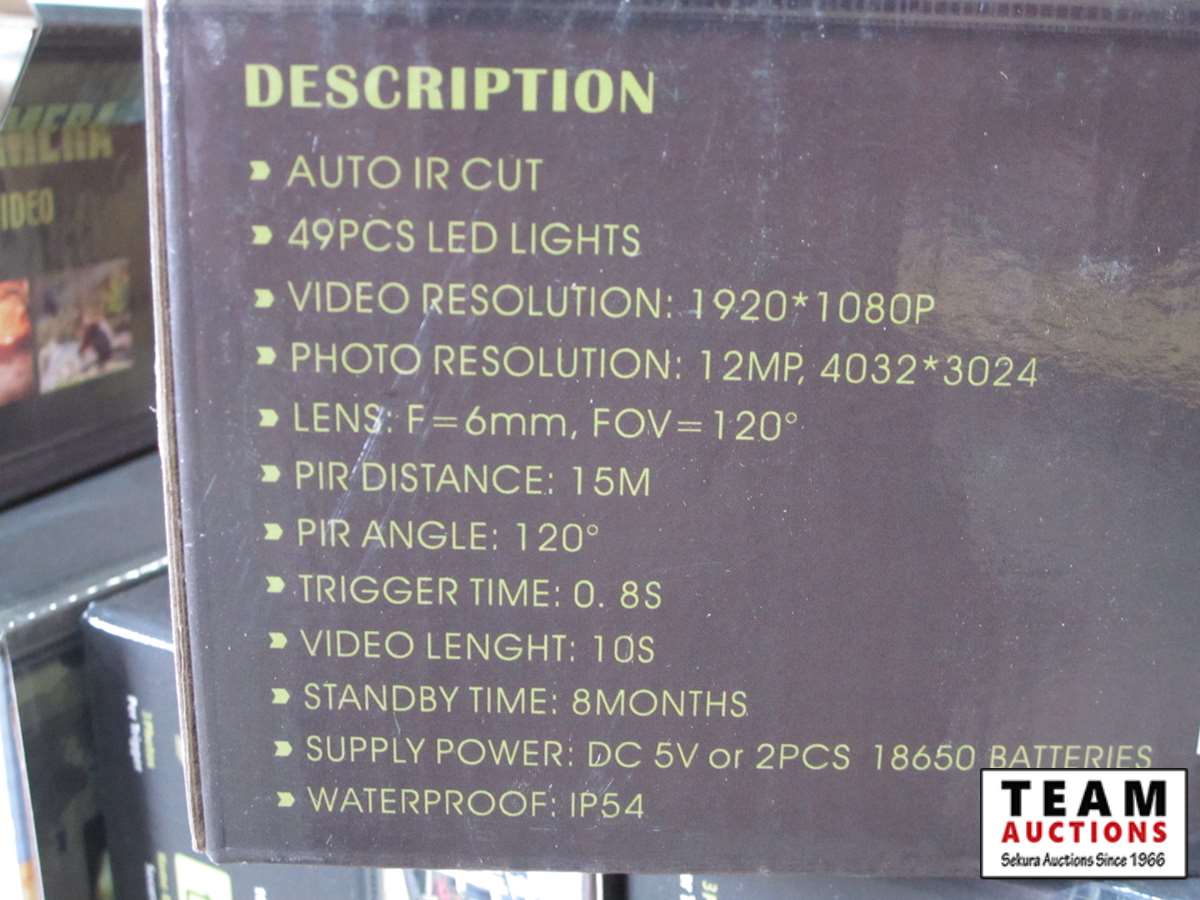 DESCRIPTION
AUTO IR CUT
49PCS LED LIGHTS
VIDEO RESOLUTION: 1920*1080P
PHOTO RESOLUTION: 12MP, 4032*3024
LENS: F=6mm, FOV=120°
PIR DISTANCE: 15M
PIR ANGLE: 120°
TRIGGER TIME: 0. 8S
VIDEO LENGHT: 10S
STANDBY TIME: 8MONTHS
SUPPLY POWER: DC 5V or 2PCS 18650 BATTERIES
WATERPROOF: IP54
TEAM
AUCTIONS
Sekura Auctions Since 1966